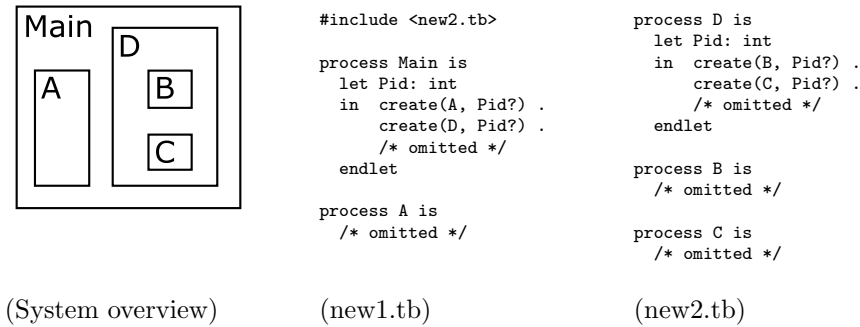 Main
A
D
B
C
(System overview)
#include <new2.tb>
process Main is
let Pid: int
in create(A, Pid?) .
create(D, Pid?) .
/* omitted */
endlet
process A is
/* omitted */
(new1.tb)
process D is
let Pid: int
in create(B, Pid?) .
create(C, Pid?) .
/* omitted */
endlet
process B is
/* omitted */
process C is
/* omitted */
(new2.tb)